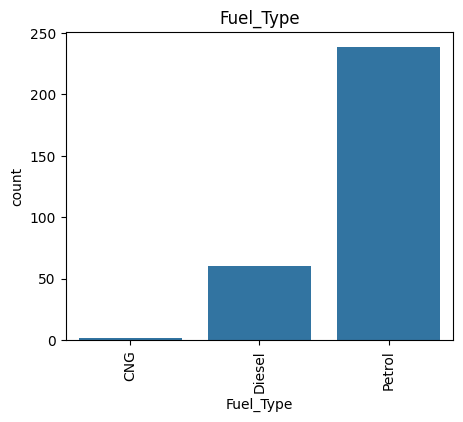 Fuel_Type
250
200
150
100
50
0
count
CNG
Diesel
Petrol
Fuel_Type